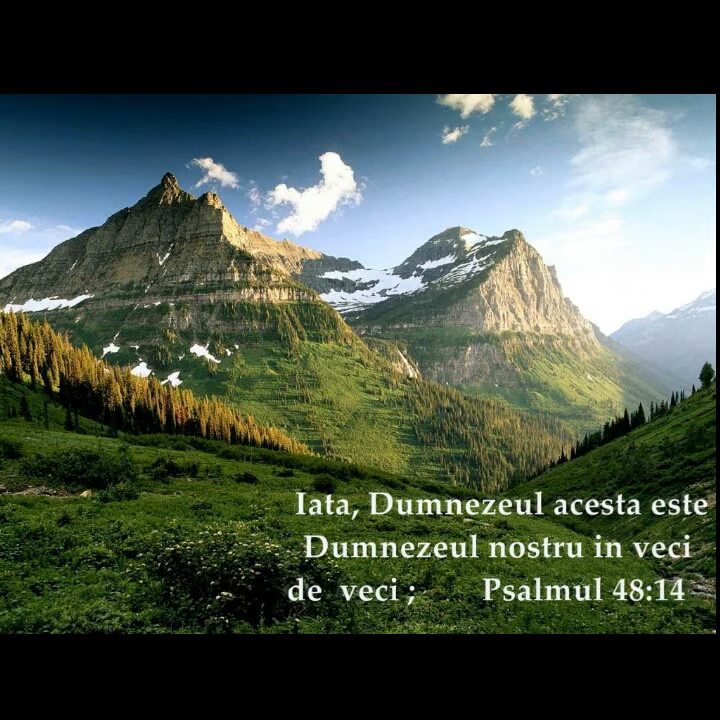 Iata, Dumnezeul acesta este
Dumnezeul nostru in veci
de veci ; Psalmul 48:14